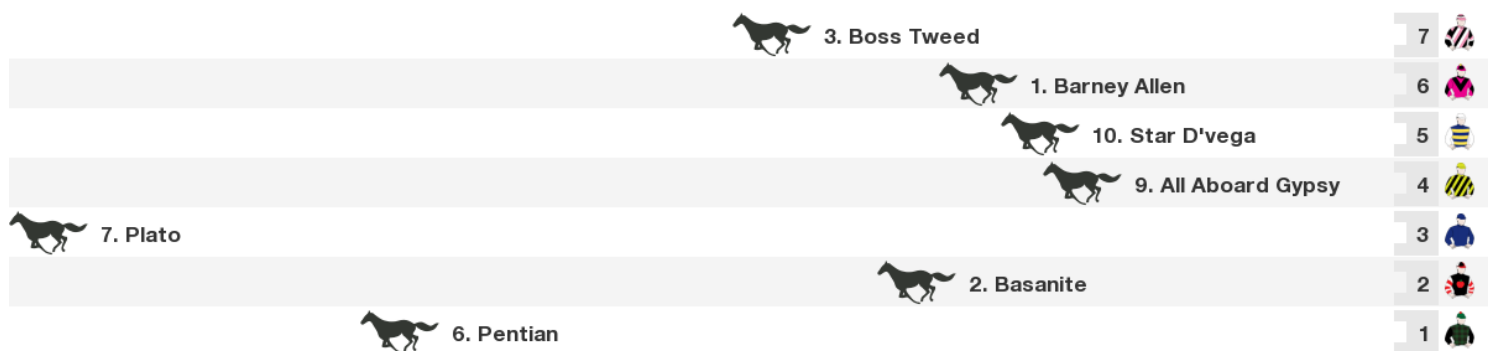 3. Boss Tweed 7
1. Barney Allen 6
10. Star D'vega 5
9. All Aboard Gypsy 4
7. Plato 3
2. Basanite 2
6. Pentian 1